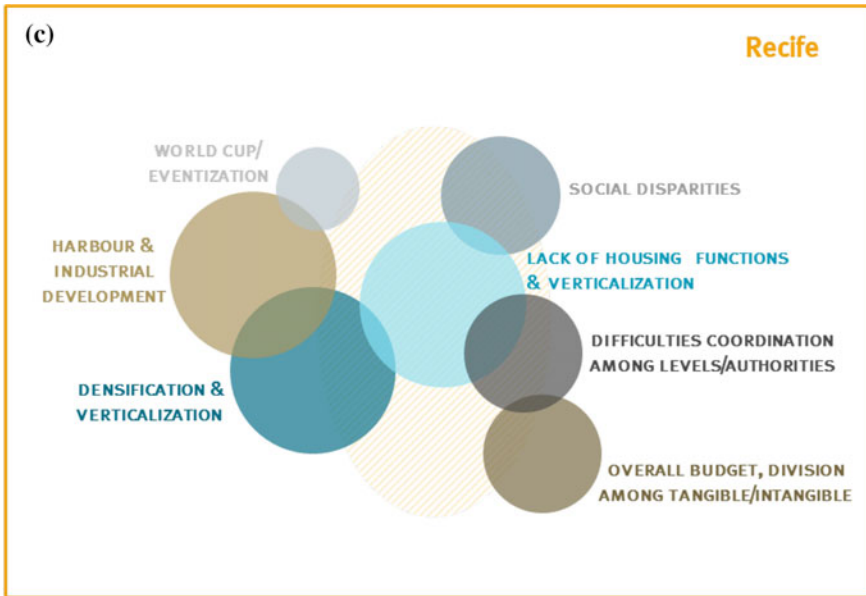 (c)
Recife
WORLD CUP/
EVENTIZATION
SOCIAL DISPARITIES
HARBOUR &
INDUSTRIAL
DEVELOPMENT
LACK OF HOUSING FUNCTIONS
& VERTICALIZATION
DIFFICULTIES COORDINATION
AMONG LEVELS/AUTHORITIES
DENSIFICATION &
VERTICALIZATION
OVERALL BUDGET, DIVISION
AMONG TANGIBLE/INTANGIBLE